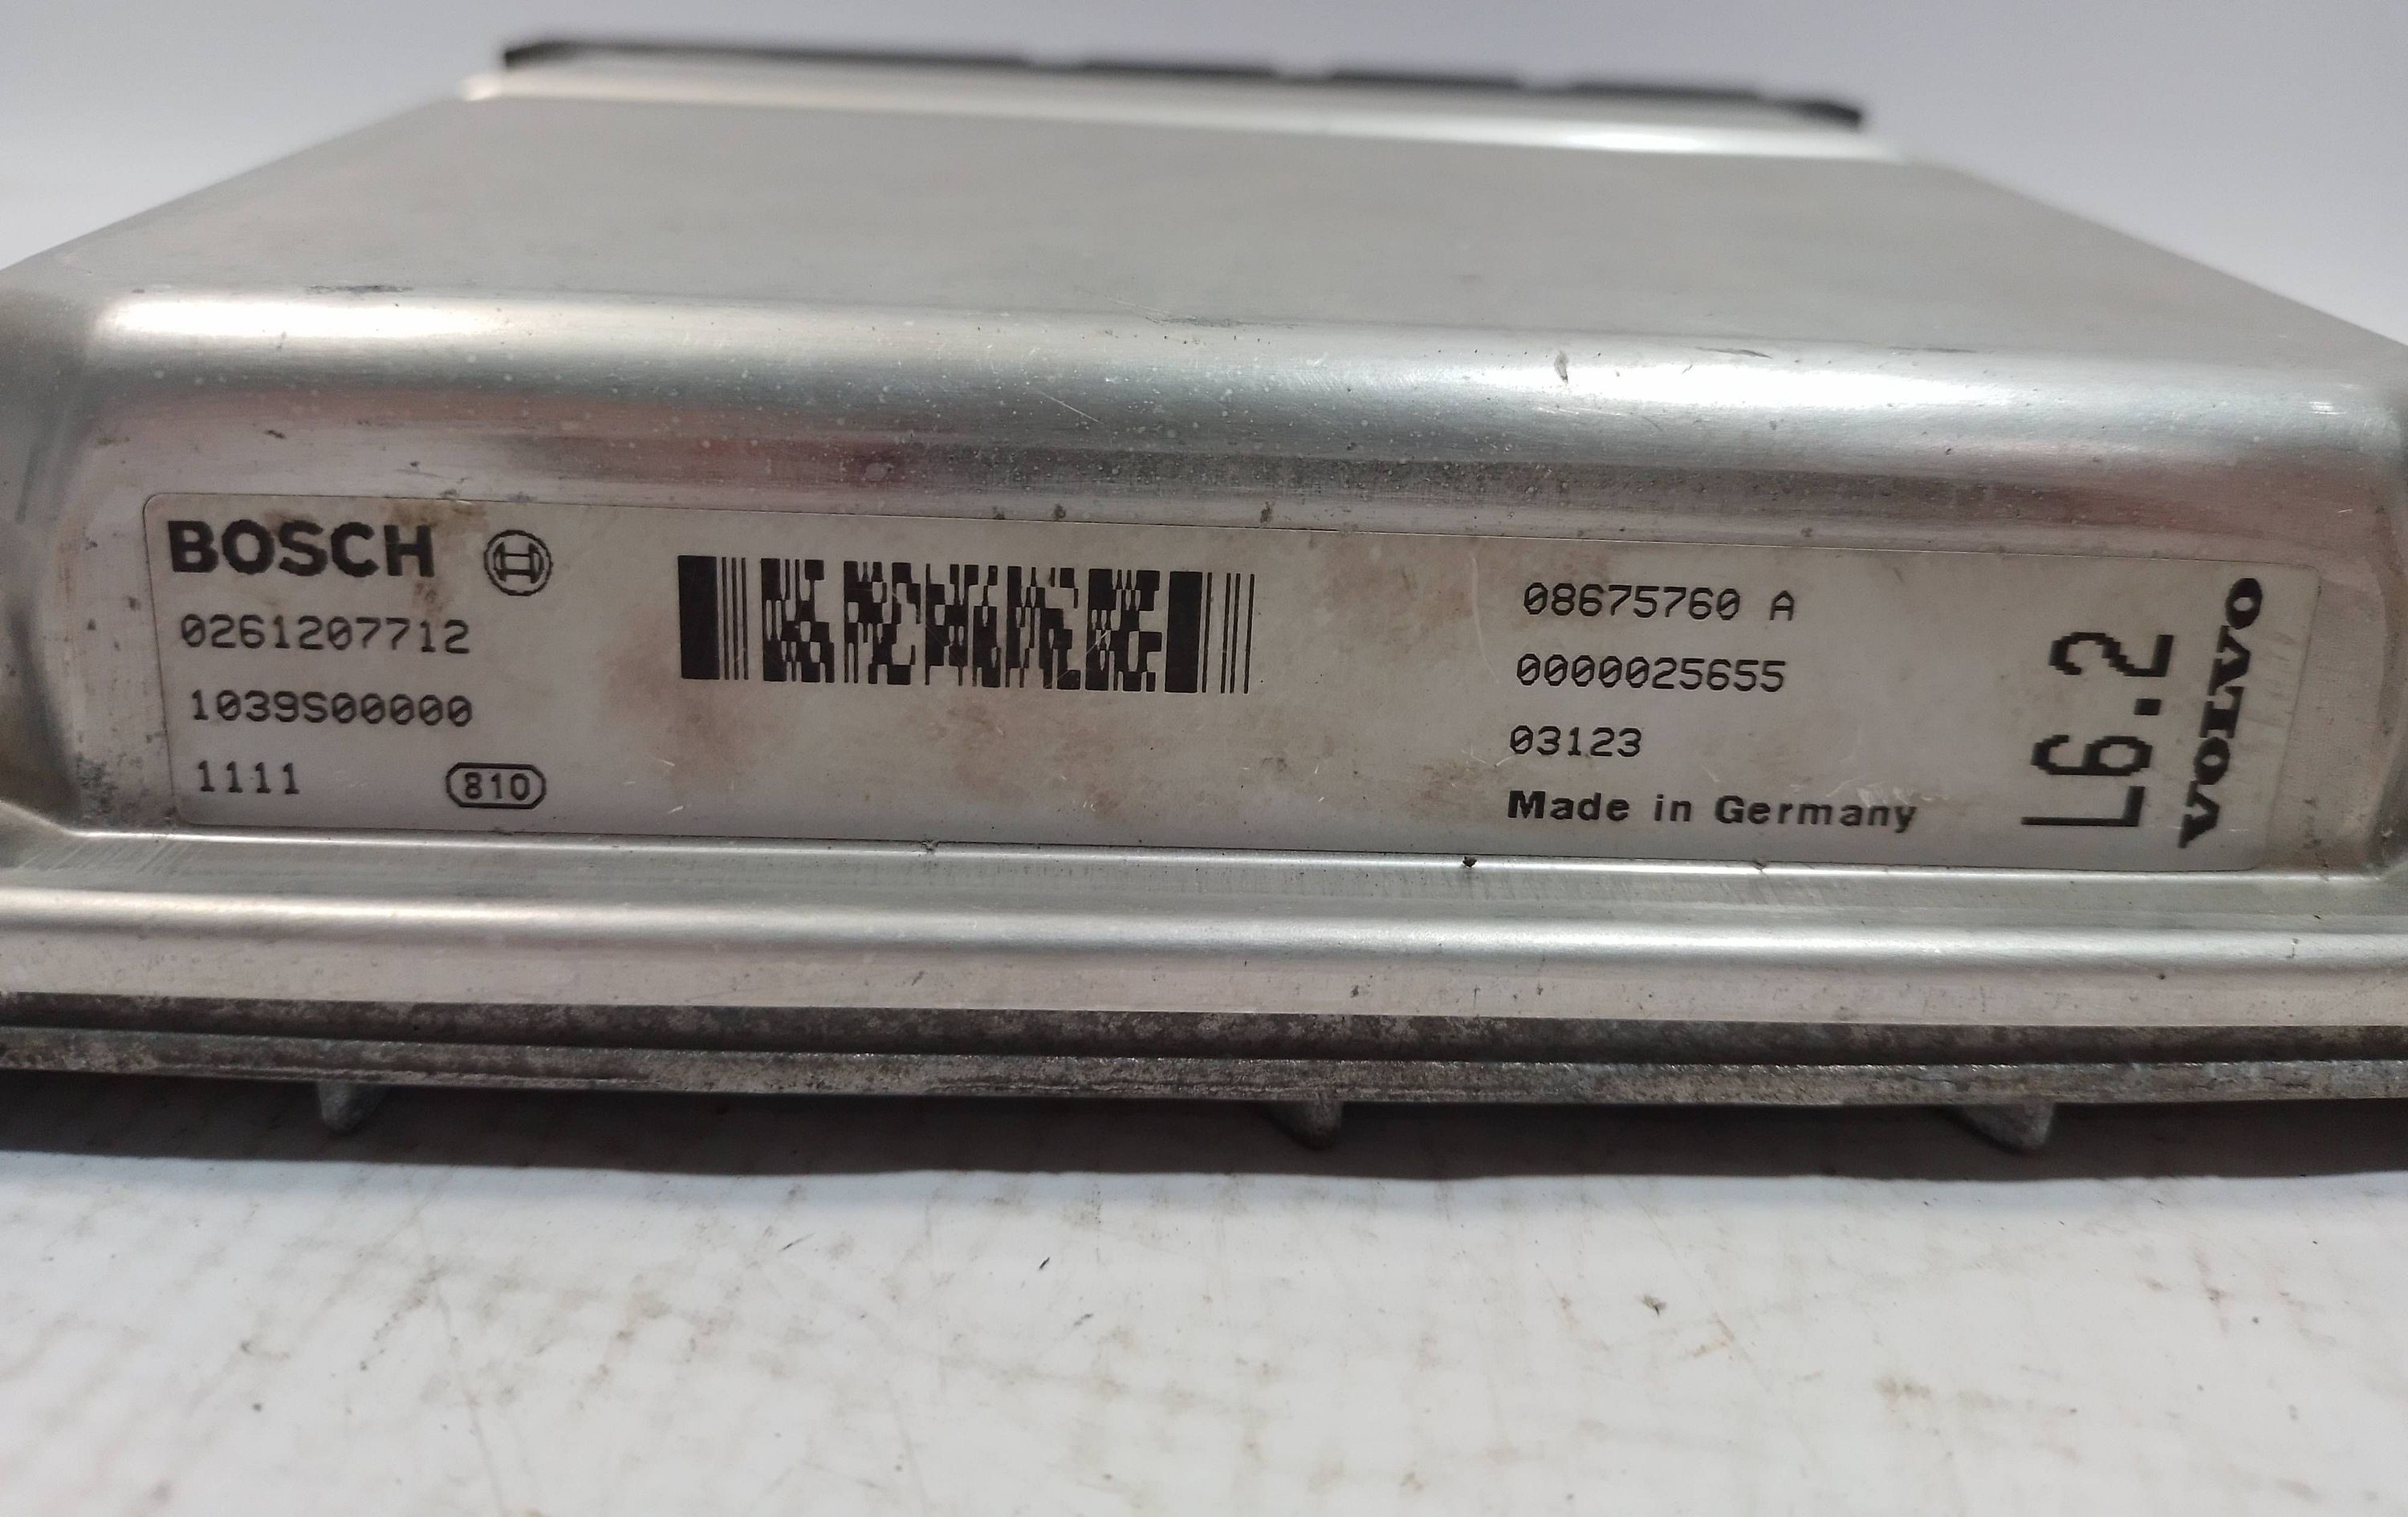 BOSCH
0261207712
1039S00000
1111
810
08675760 A
0000025655
03123
Made in Germany
L6.2
VOLVO